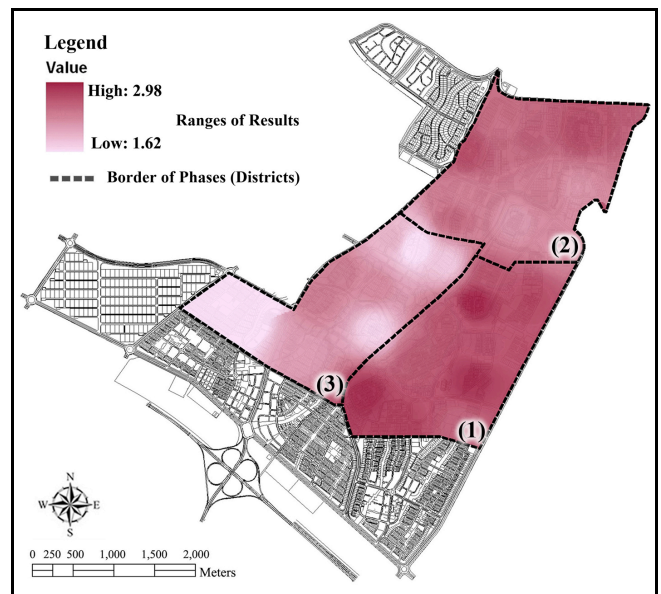 Legend
Value
High: 2.98
Ranges of Results
Low: 1.62
Border of Phases (Districts)
(2)
(3)
(1)
N
W E
S
0 250 500 1,000 1,500 2,000
Meters